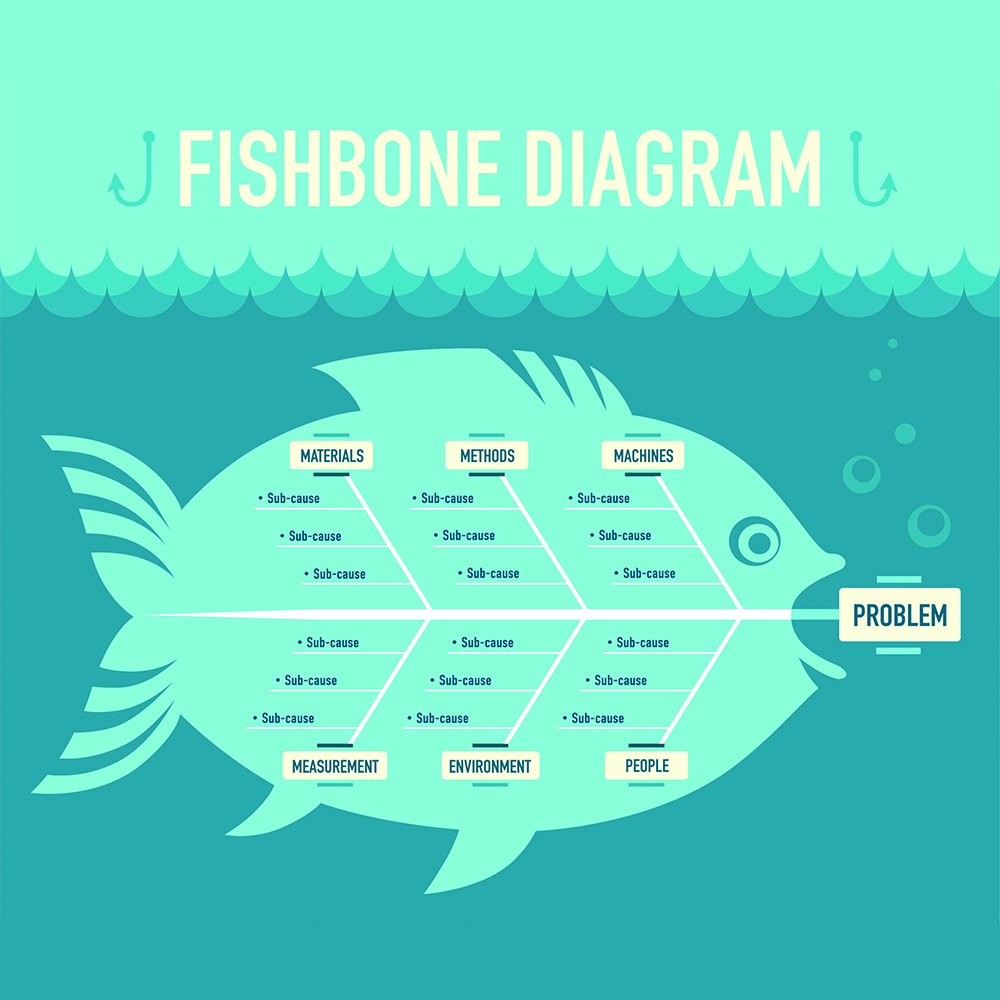 FISHBONE DIAGRAM
MATERIALS
• Sub-cause
• Sub-cause
• Sub-cause
METHODS
• Sub-cause
• Sub-cause
• Sub-cause
MACHINES
• Sub-cause
• Sub-cause
• Sub-cause
PROBLEM
• Sub-cause
• Sub-cause
• Sub-cause
MEASUREMENT
• Sub-cause
• Sub-cause
• Sub-cause
ENVIRONMENT
• Sub-cause
• Sub-cause
• Sub-cause
PEOPLE